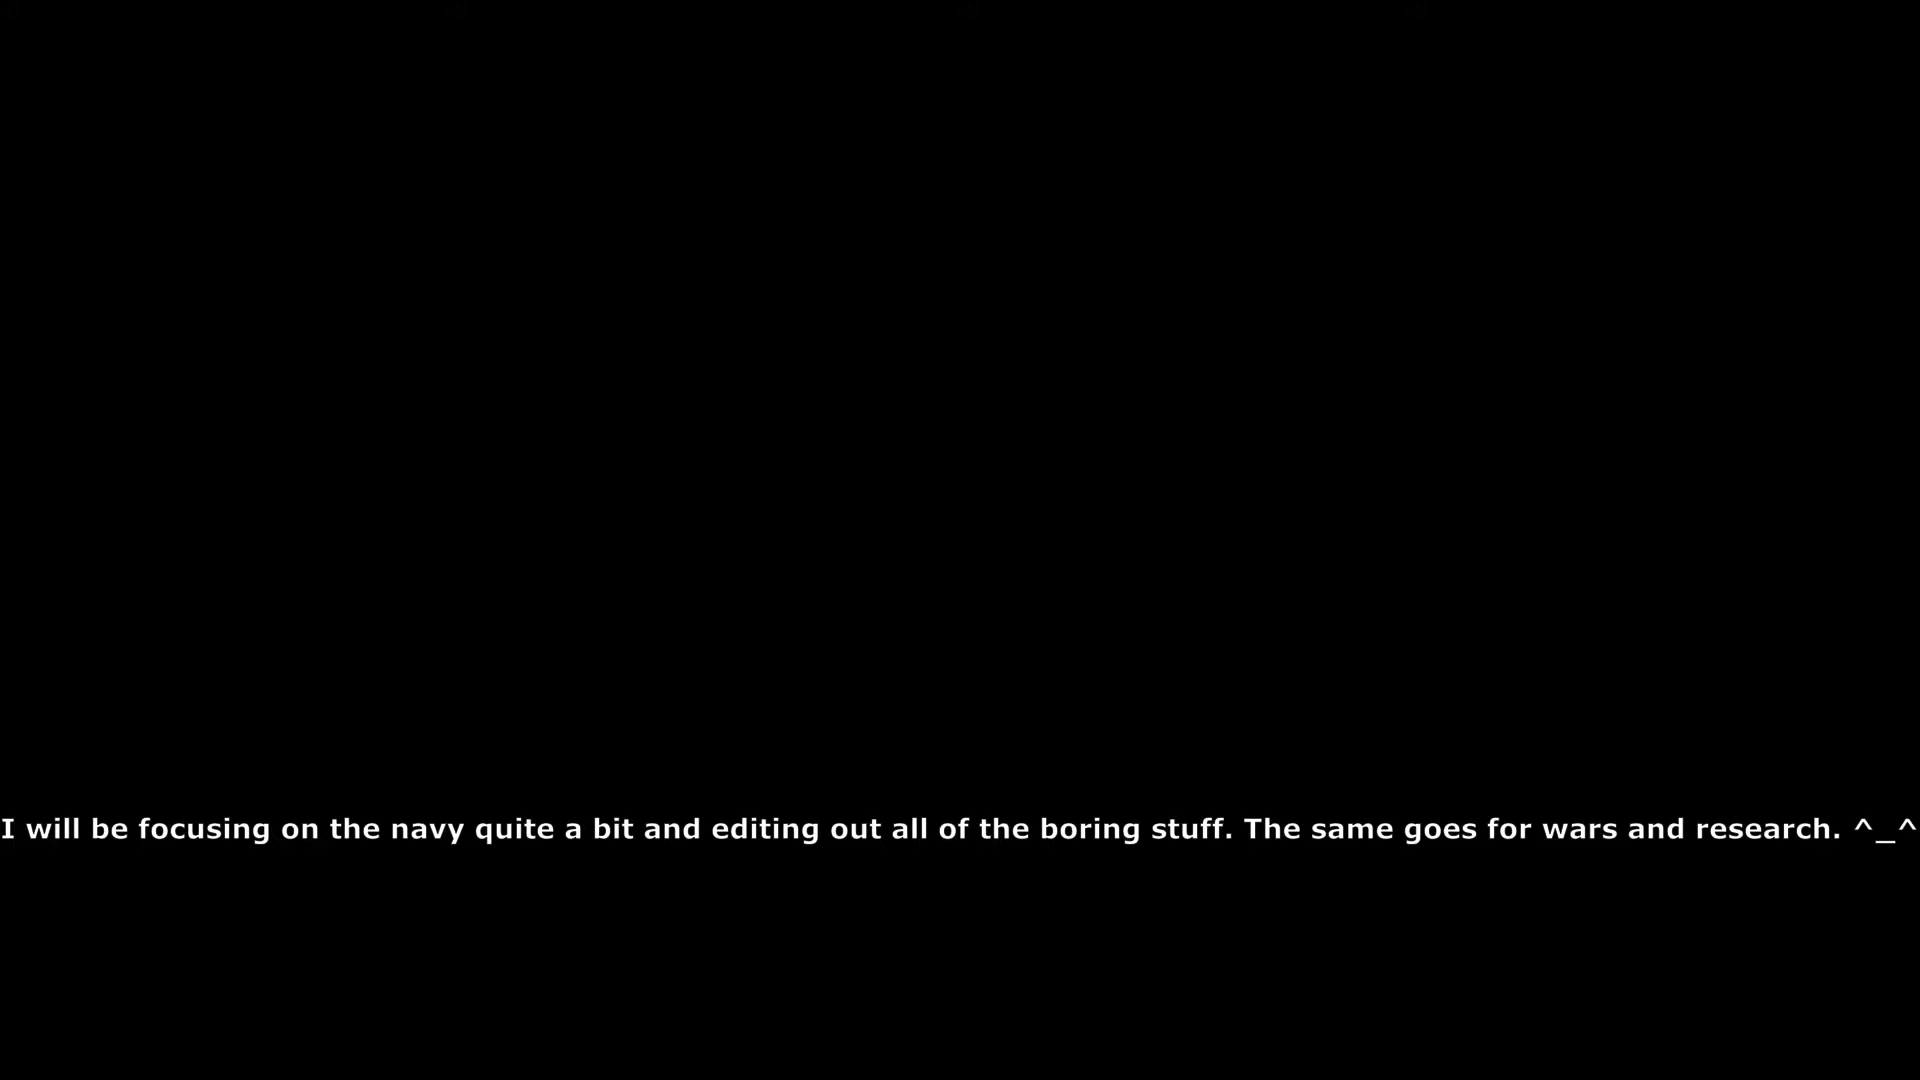 I will be focusing on the navy quite a bit and editing out all of the boring stuff. The same goes for wars and research. ^_^